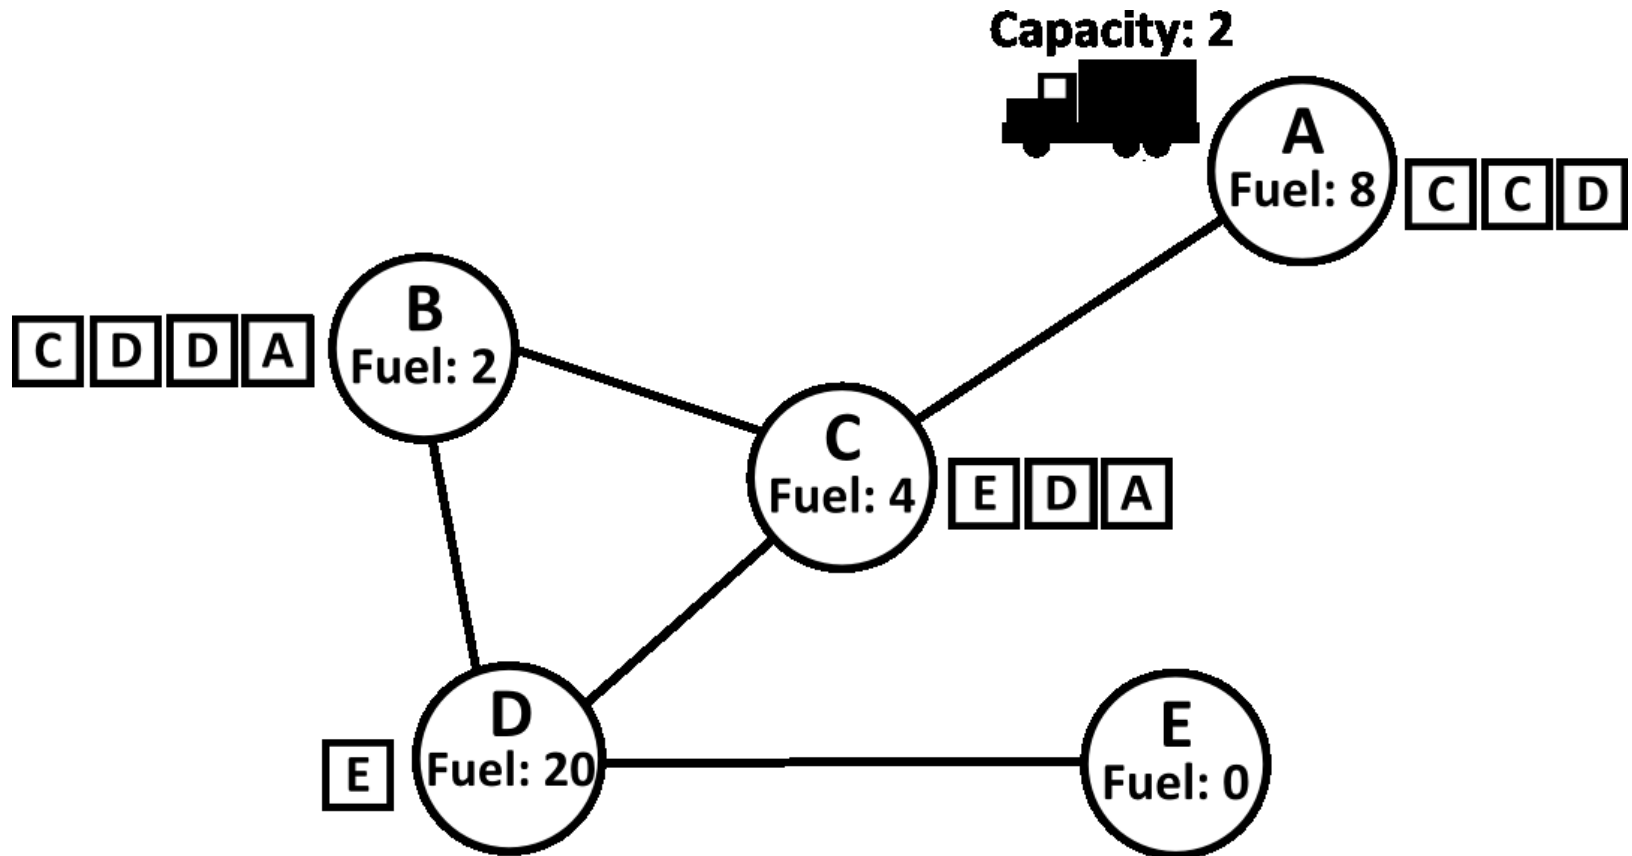 Capacity: 2
A
Fuel: 8
C C D
B
Fuel: 2
C D D A
C
Fuel: 4
E D A
D
Fuel: 20
E
E
Fuel: 0